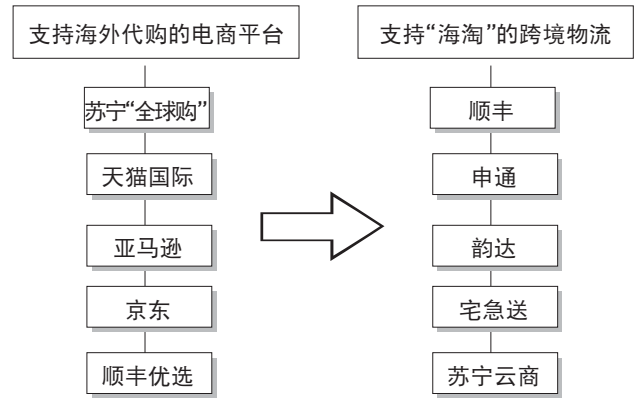 支持海外代购的电商平台
苏宁“全球购”
天猫国际
亚马逊
京东
顺丰优选
支持“海淘”的跨境物流
顺丰
申通
韵达
宅急送
苏宁云商